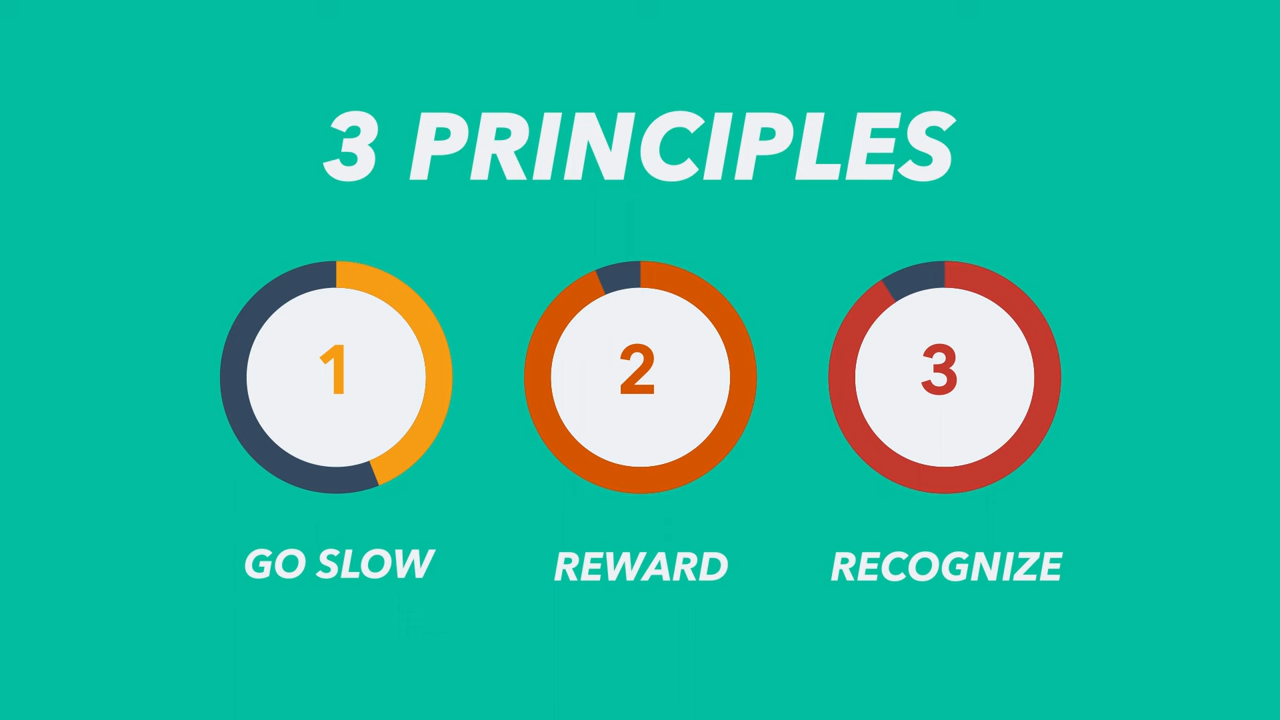 3 PRINCIPLES
1
2
3
GO SLOW
REWARD
RECOGNIZE